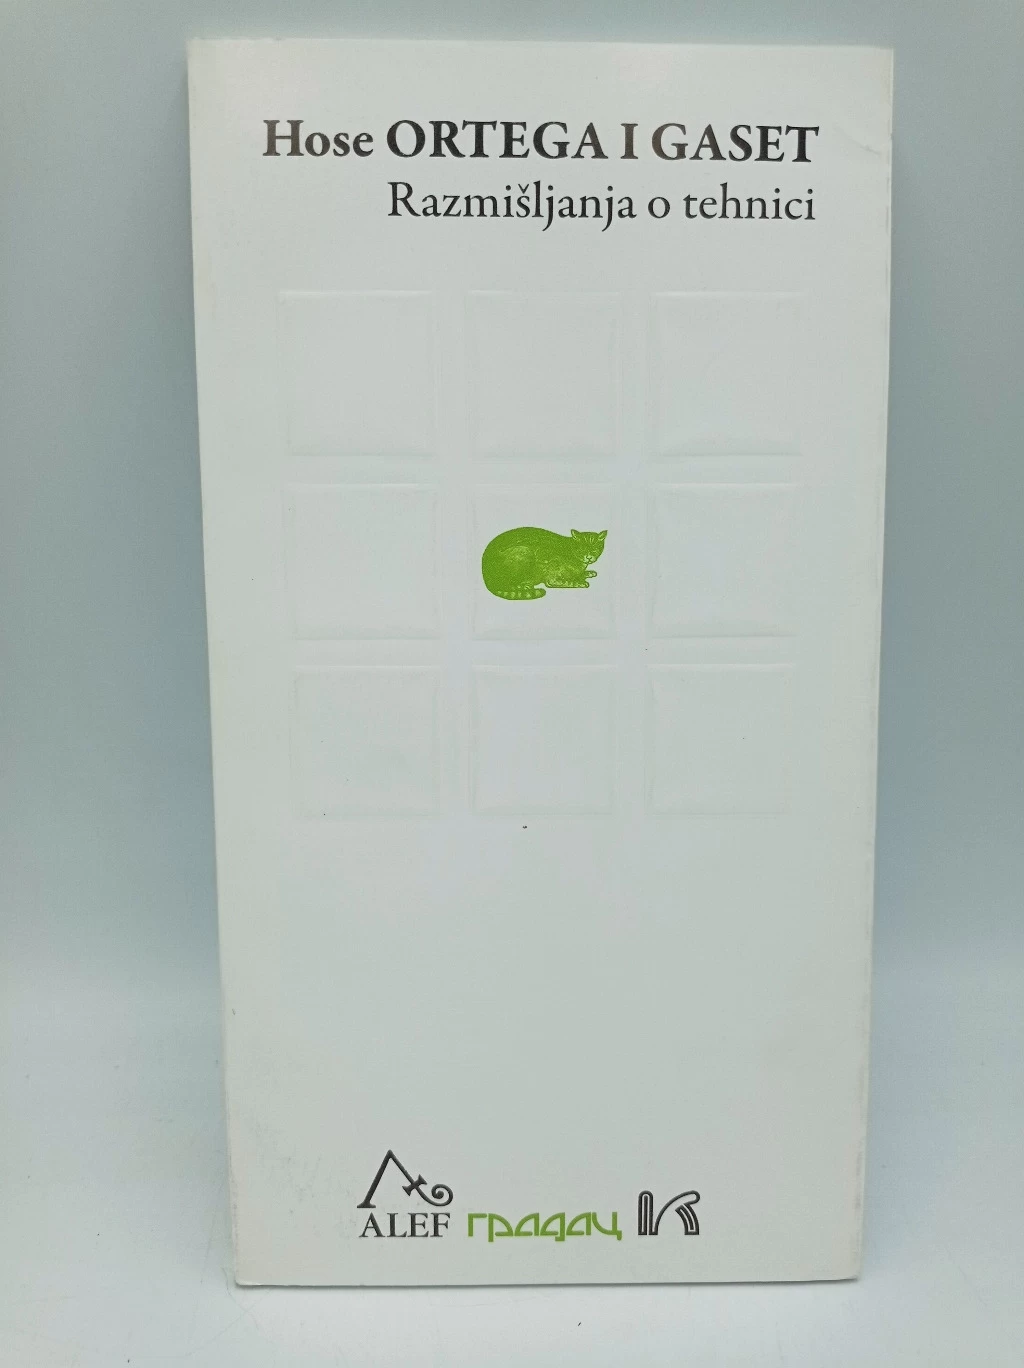 Hose ORTEGA I GASET
Razmišljanja o tehnici
ALEF градац K